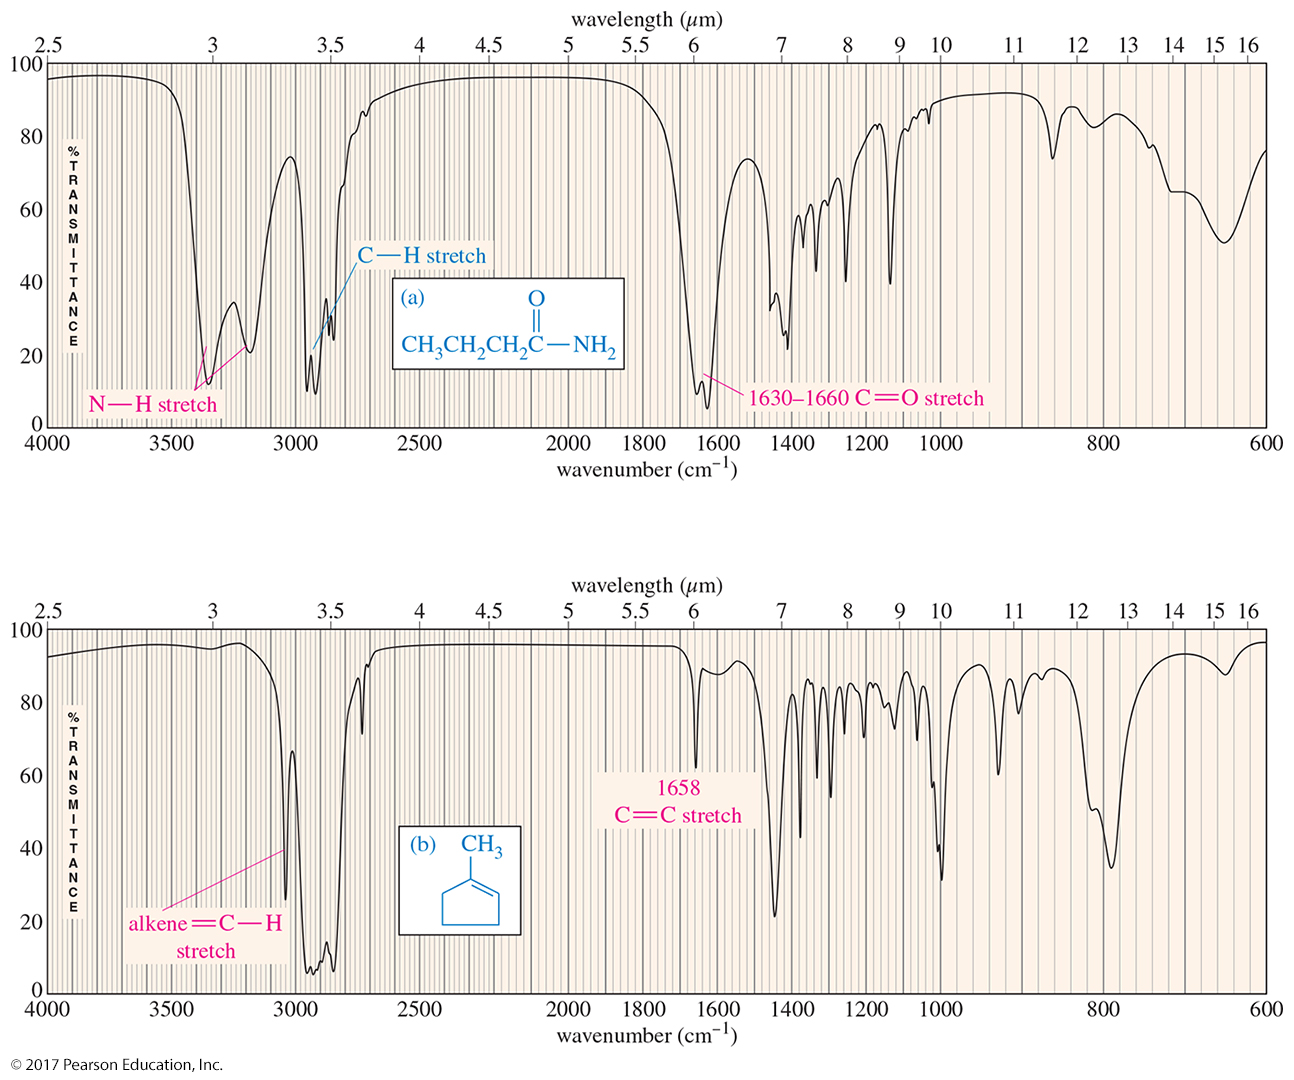 wavelength (μm)
2.5 3 3.5 4 4.5 5 5.5 6 7 8 9 10 11 12 13 14 15 16
100
80
60
40
20
0
%TRANSMITTANCE
C—H stretch
(a)
O
CH₃CH₂CH₂C—NH₂
N—H stretch
1630–1660 C=O stretch
4000 3500 3000 2500 2000 1800 1600 1400 1200 1000 800 600
wavenumber (cm⁻¹)
wavelength (μm)
2.5 3 3.5 4 4.5 5 5.5 6 7 8 9 10 11 12 13 14 15 16
100
80
60
40
20
0
%TRANSMITTANCE
1658
C=C stretch
(b) CH₃
alkene=C—H
stretch
4000 3500 3000 2500 2000 1800 1600 1400 1200 1000 800 600
wavenumber (cm⁻¹)
© 2017 Pearson Education, Inc.